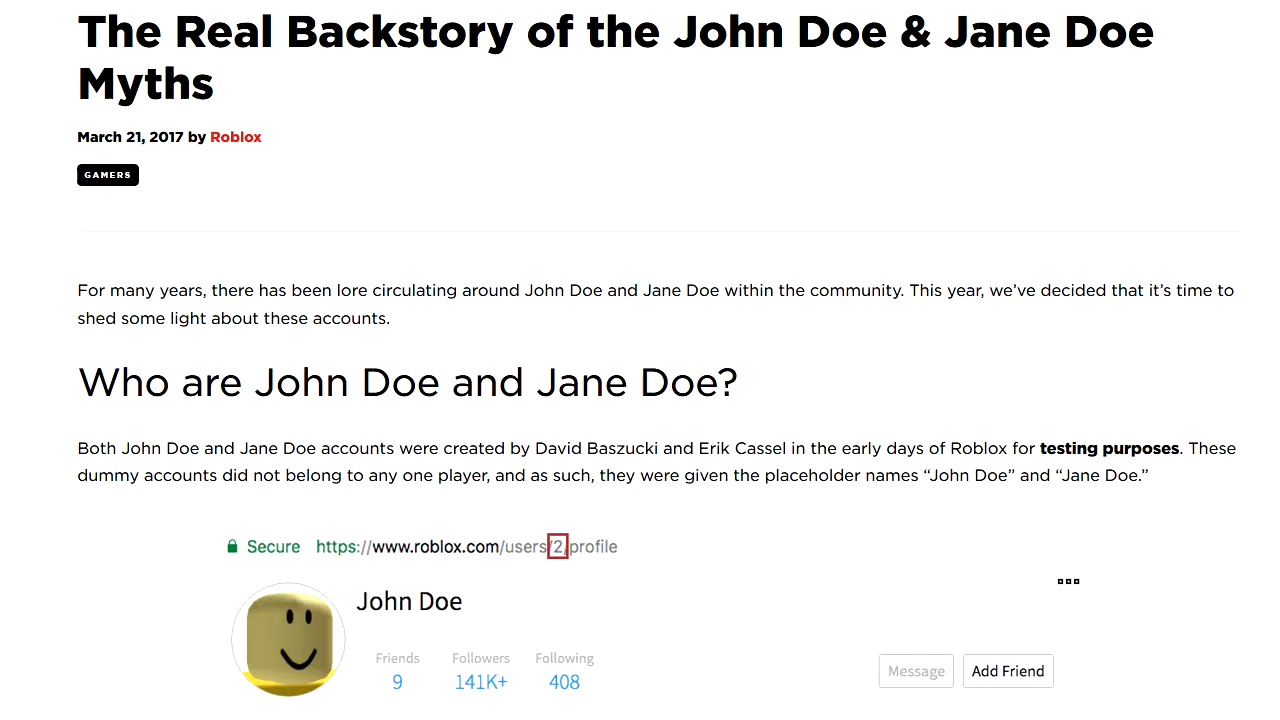 The Real Backstory of the John Doe & Jane Doe
Myths
March 21, 2017 by Roblox
GAMERS
For many years, there has been lore circulating around John Doe and Jane Doe within the community. This year, we’ve decided that it’s time to
shed some light about these accounts.
Who are John Doe and Jane Doe?
Both John Doe and Jane Doe accounts were created by David Baszucki and Erik Cassel in the early days of Roblox for testing purposes. These
dummy accounts did not belong to any one player, and as such, they were given the placeholder names “John Doe” and “Jane Doe.”
Secure https://www.roblox.com/users/2/profile
John Doe
Friends Followers Following
9 141K+ 408
Message Add Friend